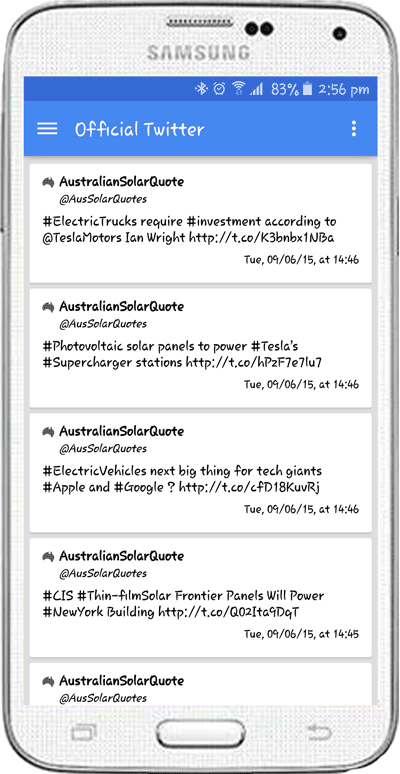 SAMSUNG
83% 2:56 pm
Official Twitter
AustralianSolarQuote
@AusSolarQuotes
#ElectricTrucks require #investment according to
@TeslaMotors Ian Wright http://t.co/K3bnbx1NBa
Tue, 09/06/15, at 14:46
AustralianSolarQuote
@AusSolarQuotes
#Photovoltaic solar panels to power #Tesla's
#Supercharger stations http://t.co/hPzF7e7lu7
Tue, 09/06/15, at 14:46
AustralianSolarQuote
@AusSolarQuotes
#ElectricVehicles next big thing for tech giants
#Apple and #Google ? http://t.co/cfD18KuvRj
Tue, 09/06/15, at 14:46
AustralianSolarQuote
@AusSolarQuotes
#CIS #Thin-filmSolar Frontier Panels Will Power
#NewYork Building http://t.co/Q02Ita9DqT
Tue, 09/06/15, at 14:45
AustralianSolarQuote
@AusSolarQuotes